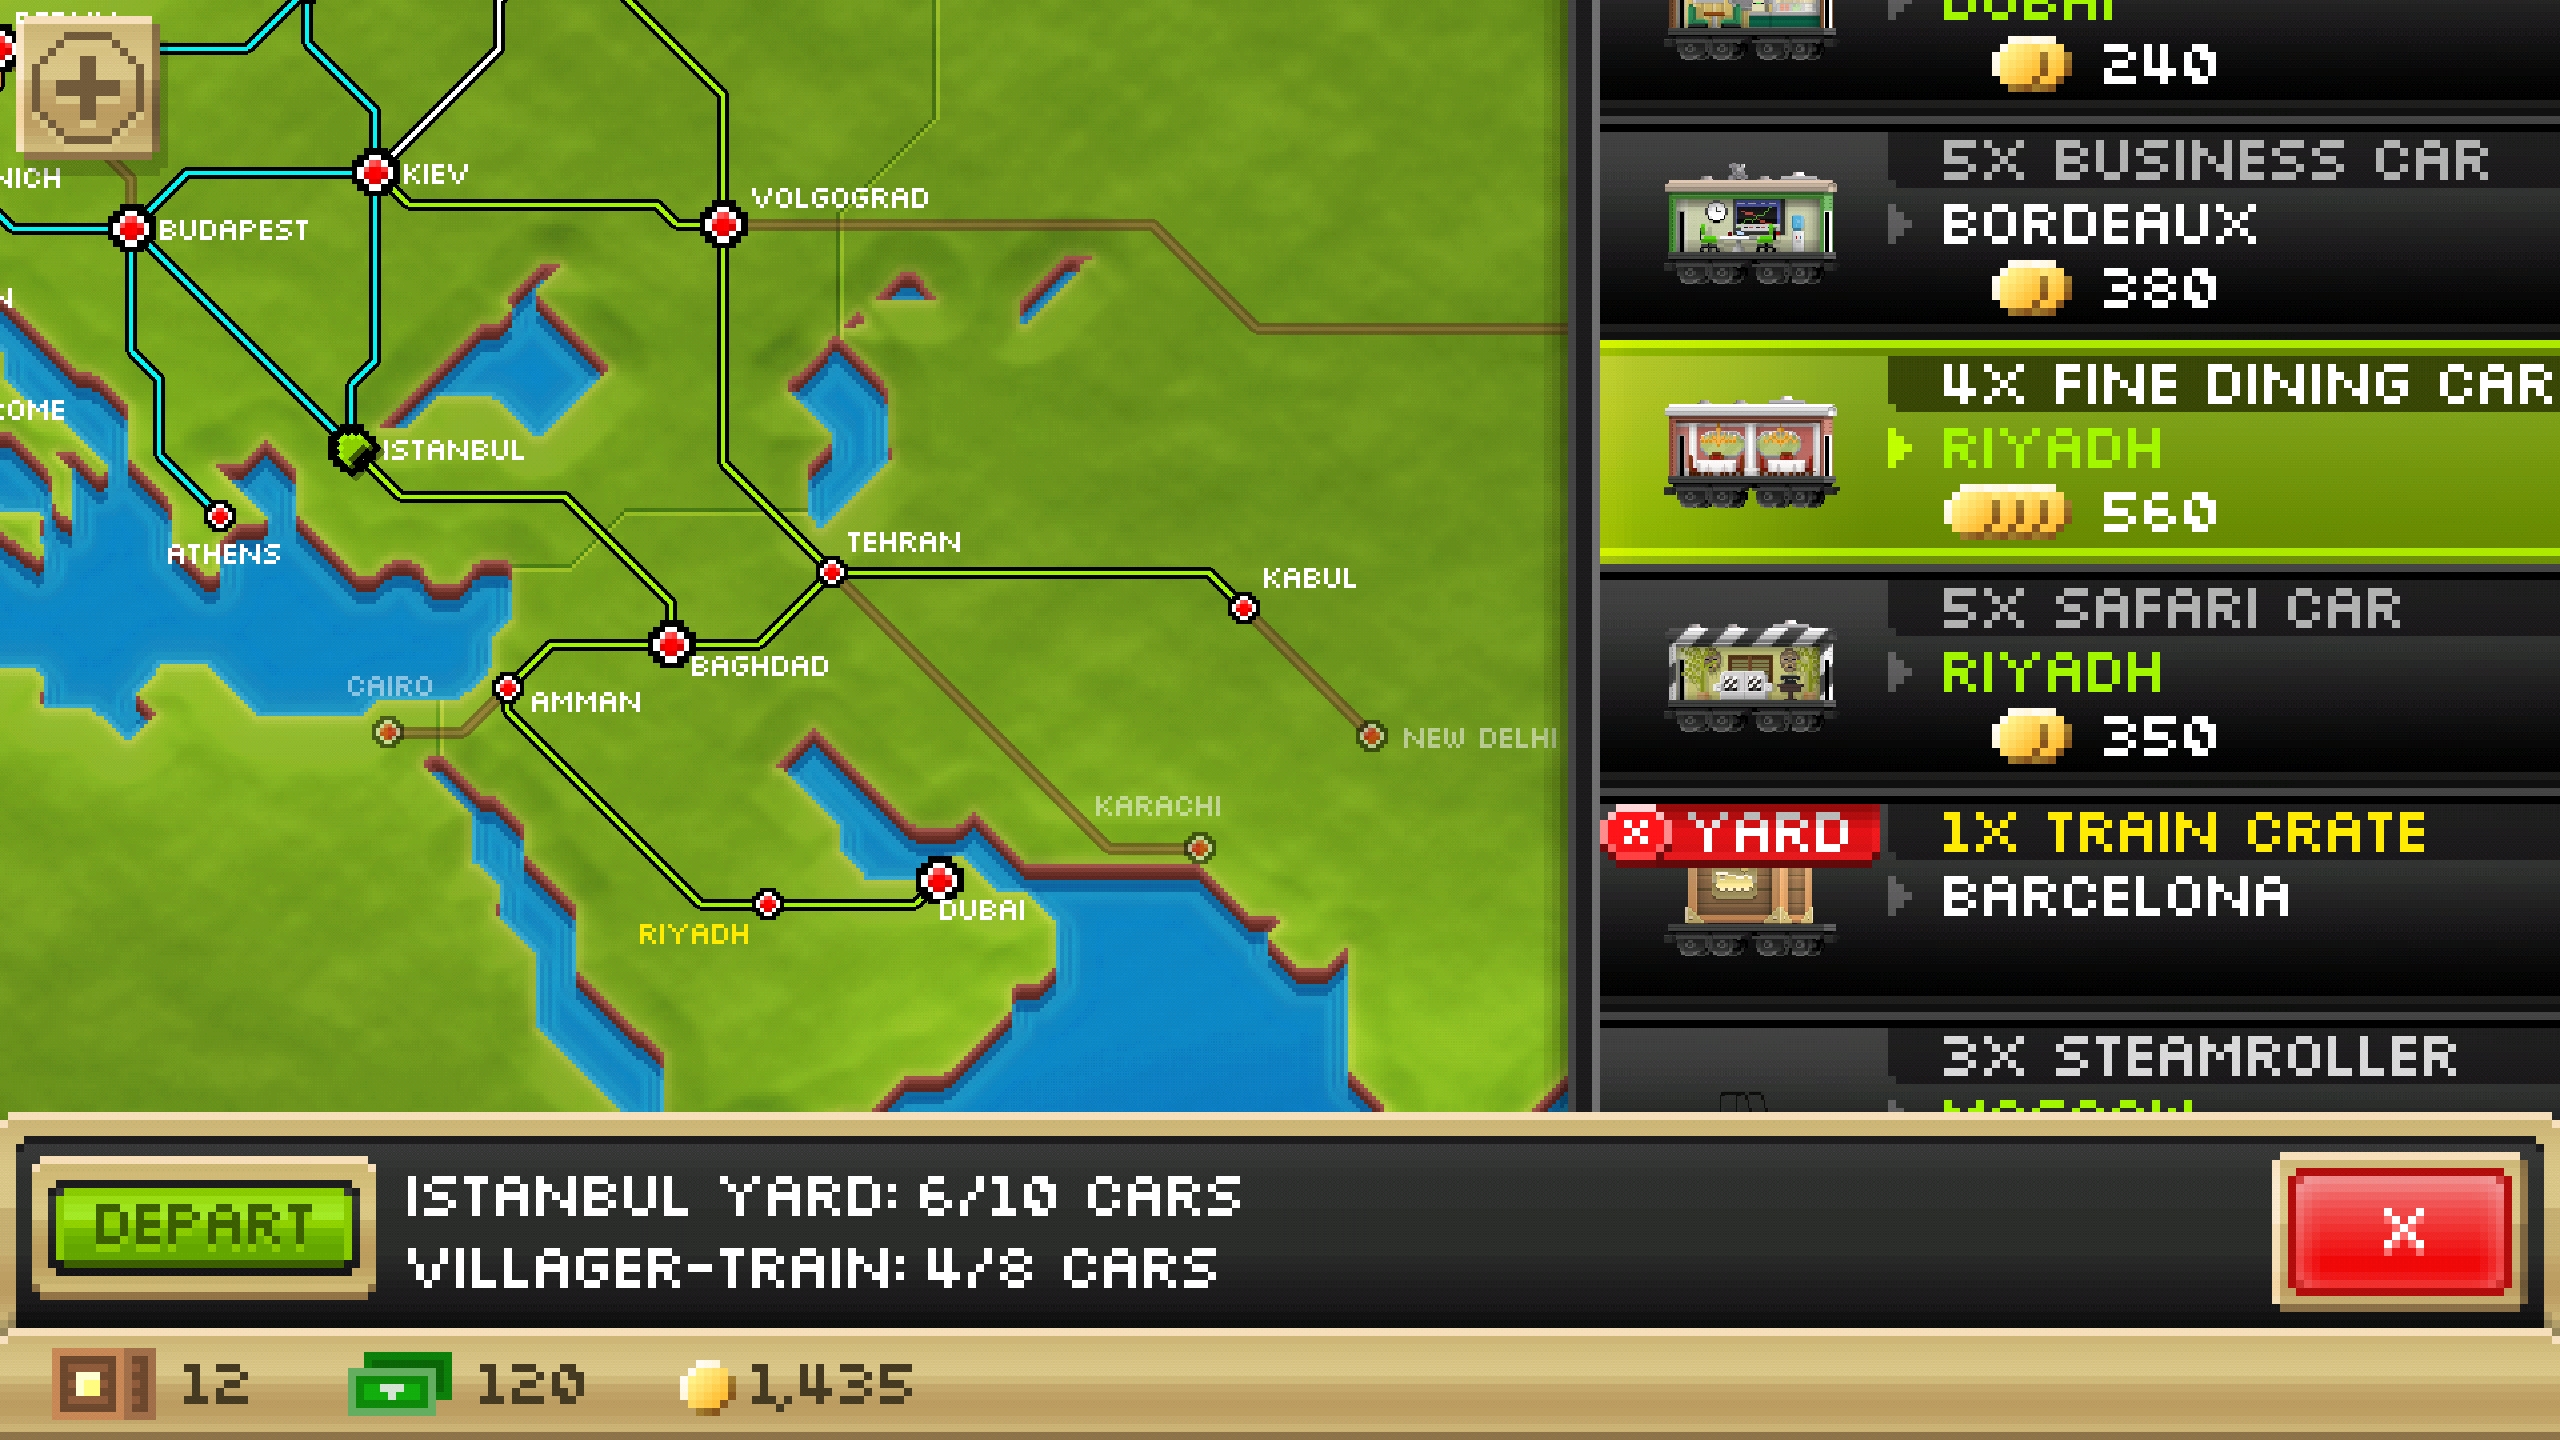 KIEV
VOLGOGRAD
BUDAPEST
ISTANBUL
ATHENS
TEHRAN
KABUL
BAGHDAD
CAIRO
AMMAN
NEW DELHI
KARACHI
RIYADH
DUBAI
DUBAI
240
5X BUSINESS CAR
BORDEAUX
380
4X FINE DINING CAR
RIYADH
560
5X SAFARI CAR
RIYADH
350
YARD
1X TRAIN CRATE
BARCELONA
3X STEAMROLLER
DEPART
ISTANBUL YARD: 6/10 CARS
VILLAGER-TRAIN: 4/8 CARS
X
12
120
1,435